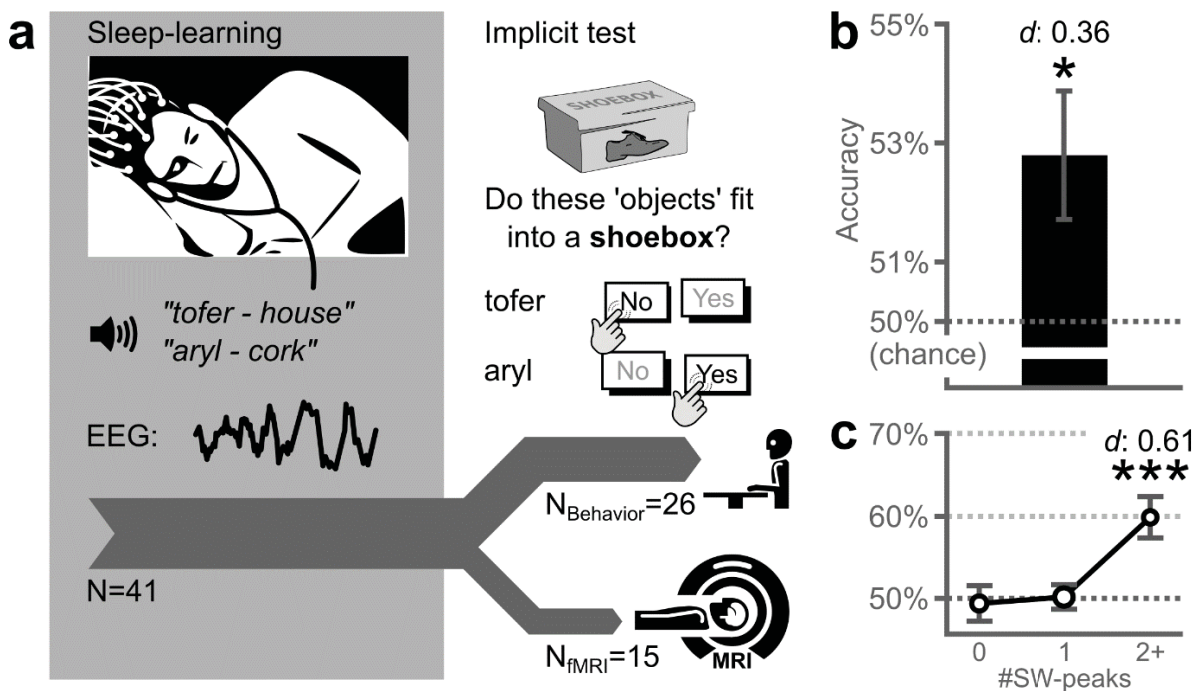 a
Sleep-learning
"tofer - house"
"aryl - cork"
EEG:
N=41
Implicit test
SHOEBOX
Do these 'objects' fit
into a shoebox?
tofer No Yes
aryl No Yes
N_Behavior=26
N_fMRI=15
MRI
b
55%
53%
51%
50%
(chance)
Accuracy
d: 0.36
*
c
70%
60%
50%
d: 0.61
***
0 1 2+
#SW-peaks